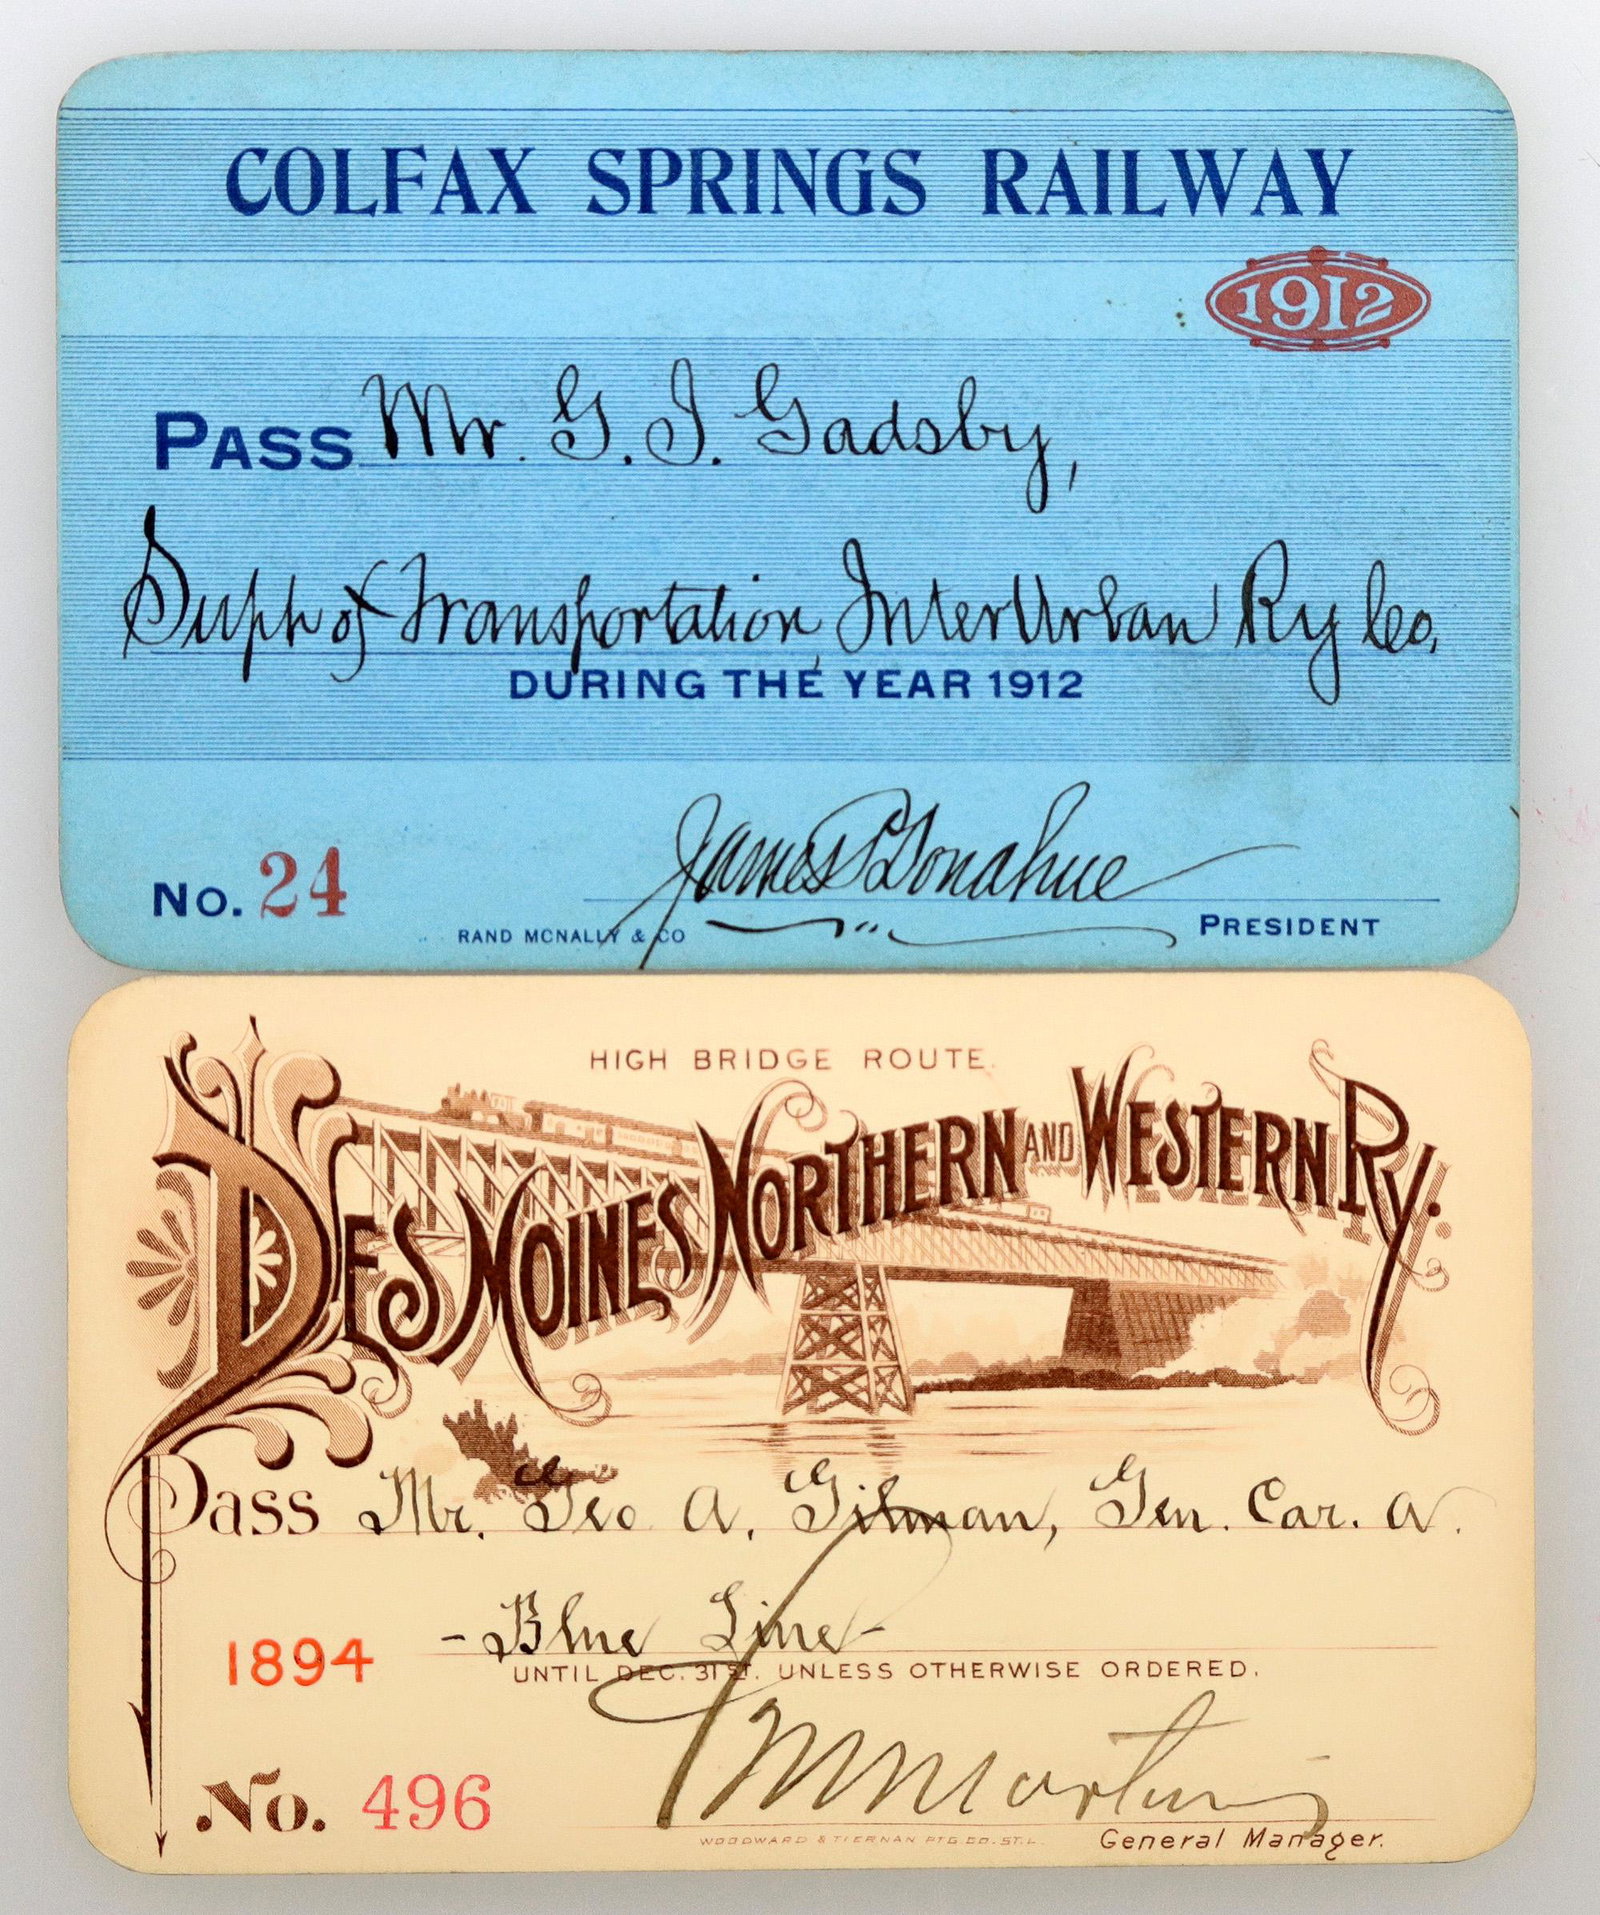 COLFAX SPRINGS RAILWAY
1912
PASS Mr. G. J. Gadsby,
Supt of Transportation, InterUrban Ry Co.
DURING THE YEAR 1912
No. 24
James P Donahue
RAND MCNALLY & CO
PRESIDENT
HIGH BRIDGE ROUTE.
DES MOINES NORTHERN AND WESTERN RY.
Pass Mr. Geo A. Gilman, Gen. Car. A.
- Blue Line -
1894
UNTIL DEC. 31ST. UNLESS OTHERWISE ORDERED.
Martin
No. 496
WOODWARD & TIERNAN PTG. CO. ST. L.
General Manager.